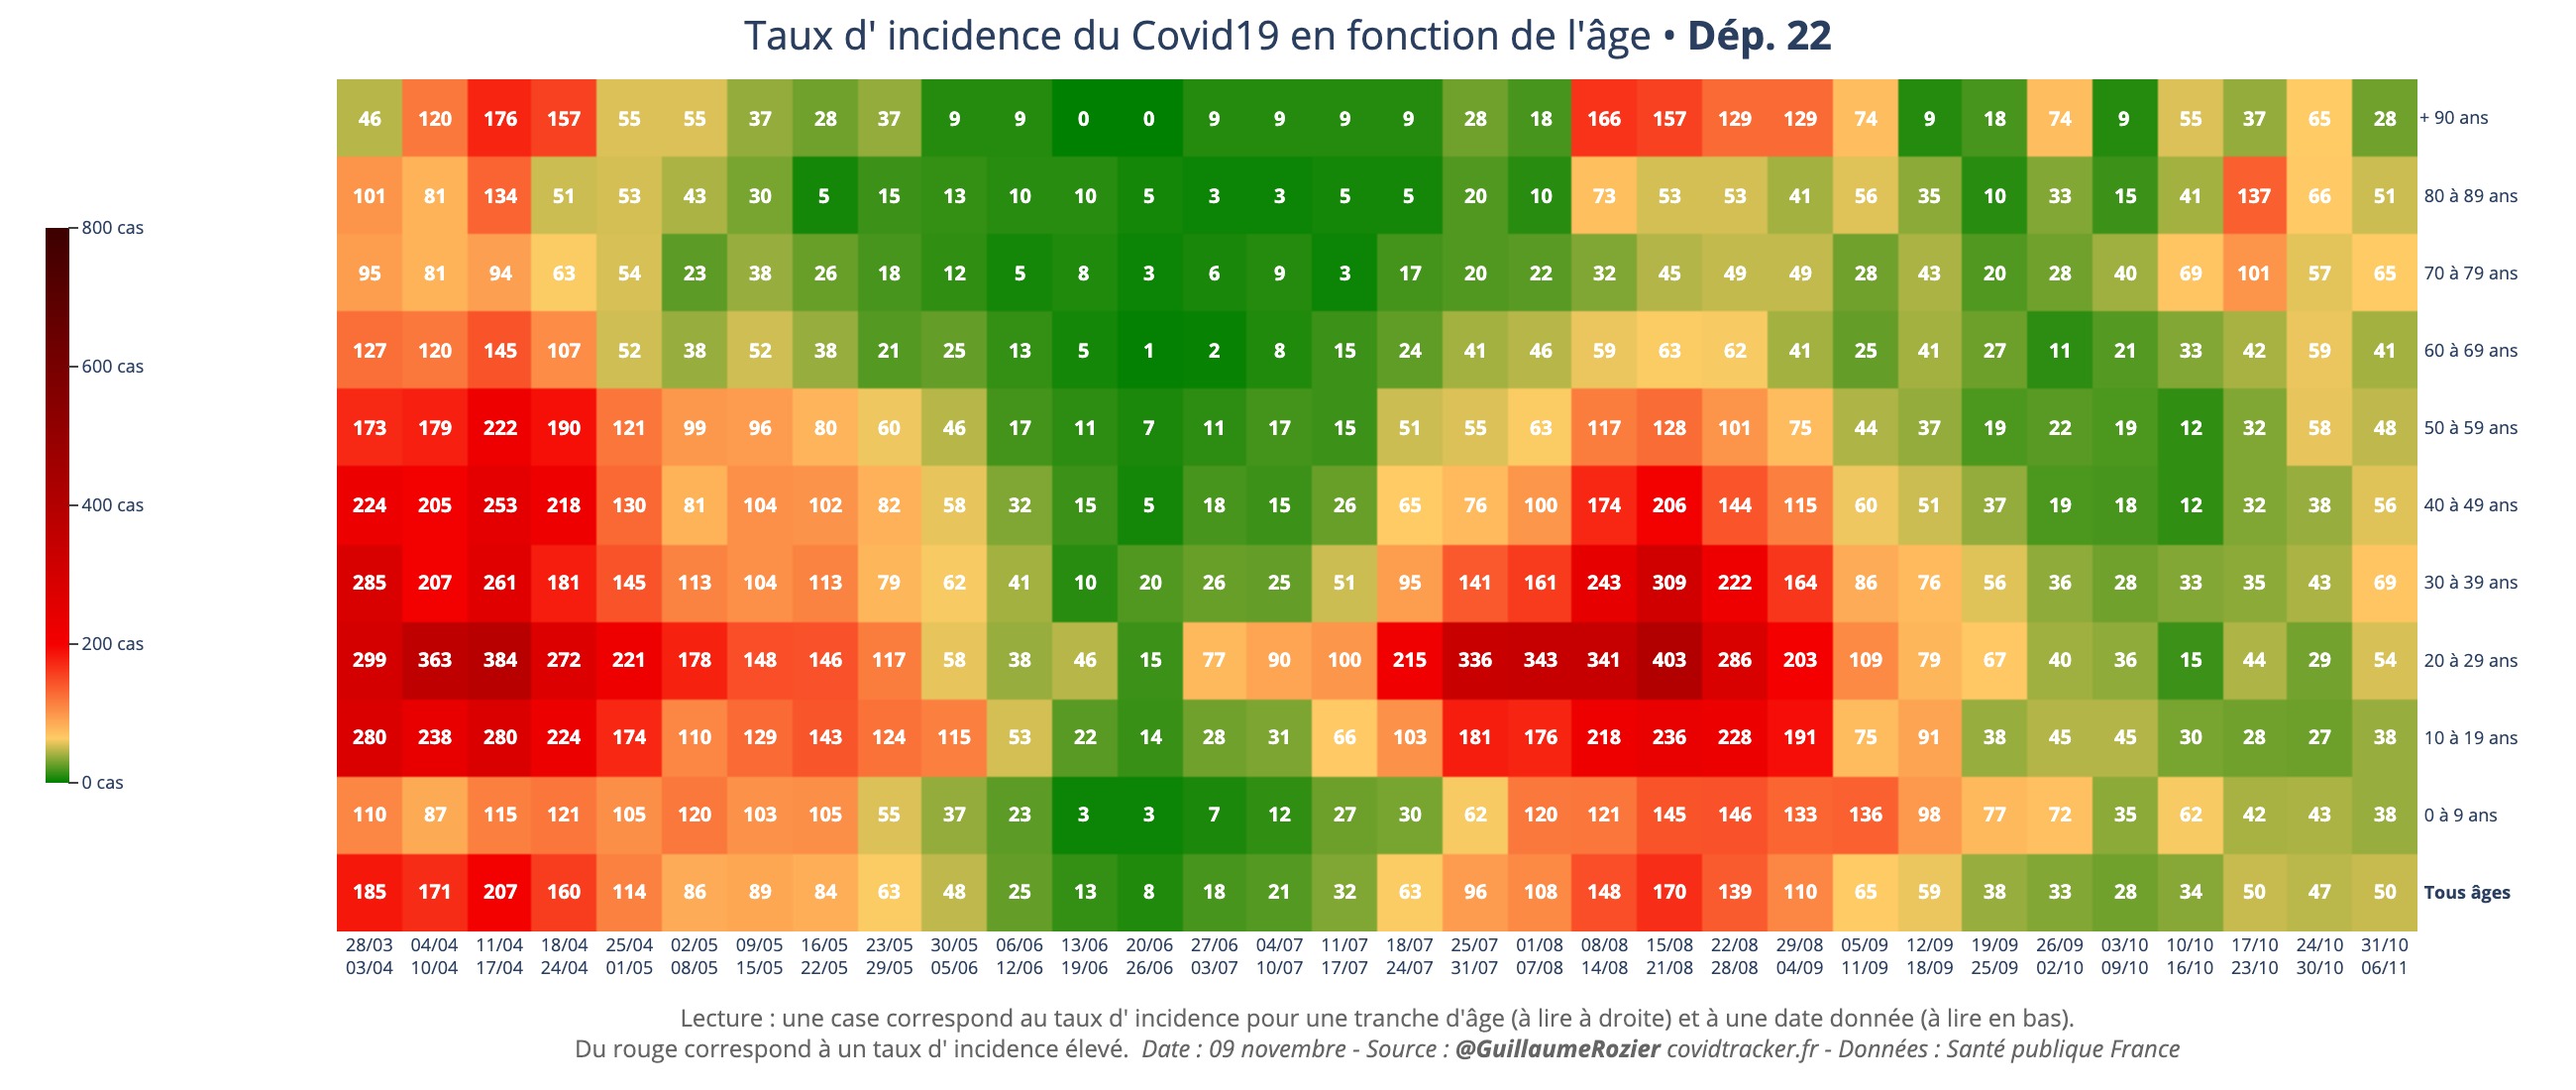 Taux d' incidence du Covid19 en fonction de l'âge • Dép. 22
800 cas
600 cas
400 cas
200 cas
0 cas
46 120 176 157 55 55 37 28 37 9 9 0 0 9 9 9 9 28 18 166 157 129 129 74 9 18 74 9 55 37 65 28 + 90 ans
101 81 134 51 53 43 30 5 15 13 10 10 5 3 3 5 5 20 10 73 53 53 41 56 35 10 33 15 41 137 66 51 80 à 89 ans
95 81 94 63 54 23 38 26 18 12 5 8 3 6 9 3 17 20 22 32 45 49 49 28 43 20 28 40 69 101 57 65 70 à 79 ans
127 120 145 107 52 38 52 38 21 25 13 5 1 2 8 15 24 41 46 59 63 62 41 25 41 27 11 21 33 42 59 41 60 à 69 ans
173 179 222 190 121 99 96 80 60 46 17 11 7 11 17 15 51 55 63 117 128 101 75 44 37 19 22 19 12 32 58 48 50 à 59 ans
224 205 253 218 130 81 104 102 82 58 32 15 5 18 15 26 65 76 100 174 206 144 115 60 51 37 19 18 12 32 38 56 40 à 49 ans
285 207 261 181 145 113 104 113 79 62 41 10 20 26 25 51 95 141 161 243 309 222 164 86 76 56 36 28 33 35 43 69 30 à 39 ans
299 363 384 272 221 178 148 146 117 58 38 46 15 77 90 100 215 336 343 341 403 286 203 109 79 67 40 36 15 44 29 54 20 à 29 ans
280 238 280 224 174 110 129 143 124 115 53 22 14 28 31 66 103 181 176 218 236 228 191 75 91 38 45 45 30 28 27 38 10 à 19 ans
110 87 115 121 105 120 103 105 55 37 23 3 3 7 12 27 30 62 120 121 145 146 133 136 98 77 72 35 62 42 43 38 0 à 9 ans
185 171 207 160 114 86 89 84 63 48 25 13 8 18 21 32 63 96 108 148 170 139 110 65 59 38 33 28 34 50 47 50 Tous âges
28/03 04/04 11/04 18/04 25/04 02/05 09/05 16/05 23/05 30/05 06/06 13/06 20/06 27/06 04/07 11/07 18/07 25/07 01/08 08/08 15/08 22/08 29/08 05/09 12/09 19/09 26/09 03/10 10/10 17/10 24/10 31/10
03/04 10/04 17/04 24/04 01/05 08/05 15/05 22/05 29/05 05/06 12/06 19/06 26/06 03/07 10/07 17/07 24/07 31/07 07/08 14/08 21/08 28/08 04/09 11/09 18/09 25/09 02/10 09/10 16/10 23/10 30/10 06/11
Lecture : une case correspond au taux d' incidence pour une tranche d'âge (à lire à droite) et à une date donnée (à lire en bas).
Du rouge correspond à un taux d' incidence élevé. Date : 09 novembre - Source : @GuillaumeRozier covidtracker.fr - Données : Santé publique France